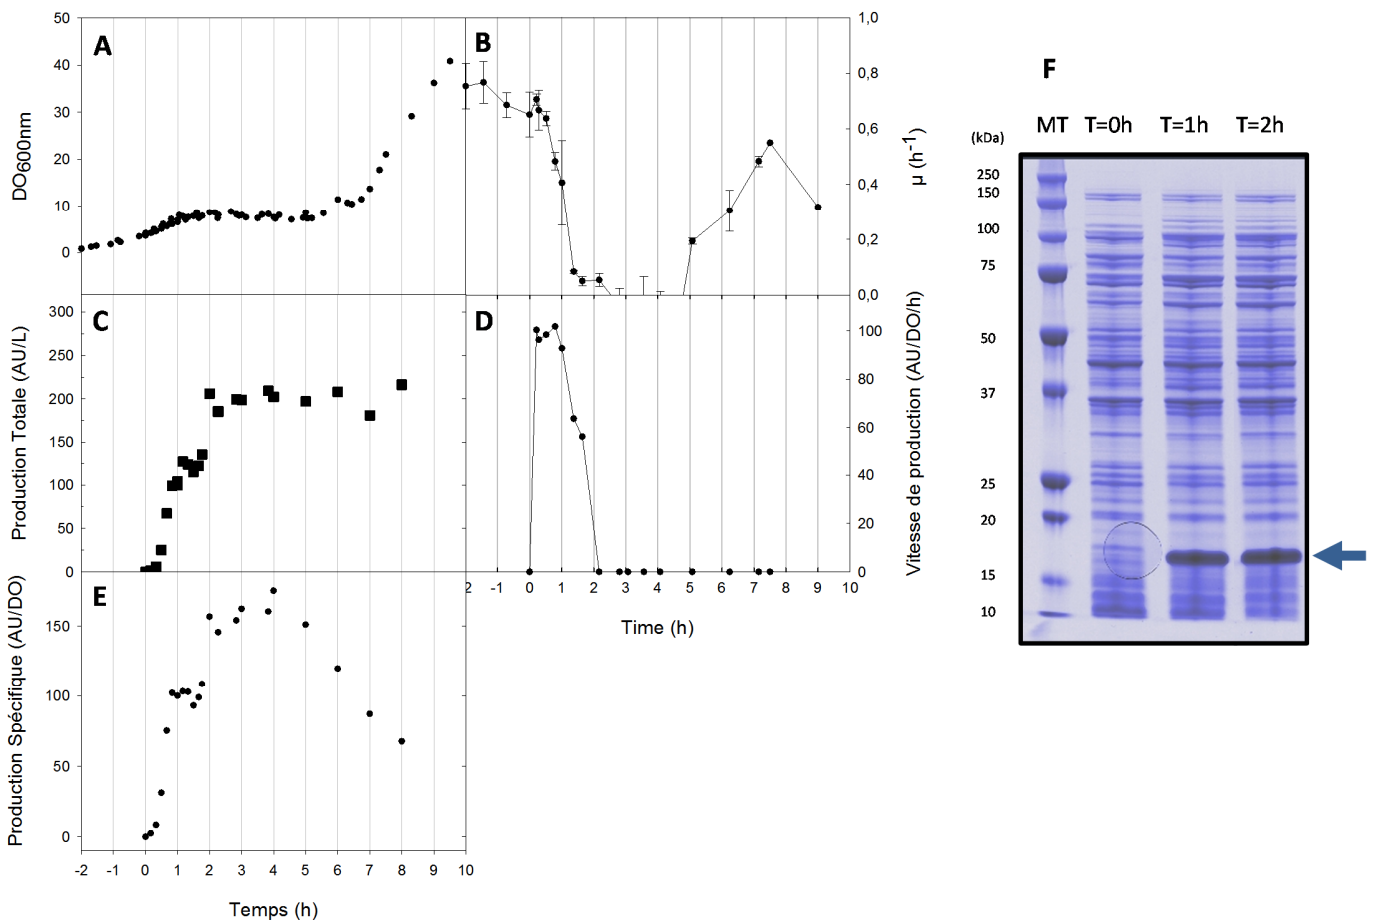 A
50
40
30
20
10
0
DO600nm
B
1,0
0,8
0,6
0,4
0,2
0,0
µ (h-1)
C
300
250
200
150
100
50
0
Production Totale (AU/L)
D
100
80
60
40
20
0
Vitesse de production (AU/DO/h)
2 -1 0 1 2 3 4 5 6 7 8 9 10
Time (h)
E
150
100
50
0
Production Spécifique (AU/DO)
-2 -1 0 1 2 3 4 5 6 7 8 9 10
Temps (h)
F
(kDa) MT T=0h T=1h T=2h
250
150
100
75
50
37
25
20
15
10